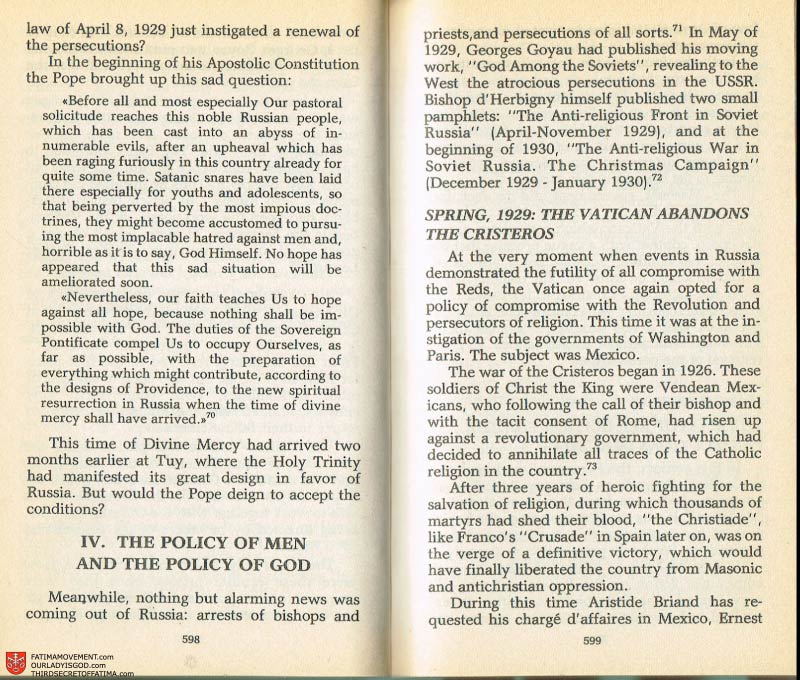 law of April 8, 1929 just instigated a renewal of
the persecutions?
In the beginning of his Apostolic Constitution
the Pope brought up this sad question:
«Before all and most especially Our pastoral
solicitude reaches this noble Russian people,
which has been cast into an abyss of in-
numerable evils, after an upheaval which has
been raging furiously in this country already for
quite some time. Satanic snares have been laid
there especially for youths and adolescents, so
that being perverted by the most impious doc-
trines, they might become accustomed to pursu-
ing the most implacable hatred against men and,
horrible as it is to say, God Himself. No hope has
appeared that this sad situation will be
ameliorated soon.
«Nevertheless, our faith teaches Us to hope
against all hope, because nothing shall be im-
possible with God. The duties of the Sovereign
Pontificate compel Us to occupy Ourselves, as
far as possible, with the preparation of
everything which might contribute, according to
the designs of Providence, to the new spiritual
resurrection in Russia when the time of divine
mercy shall have arrived.»70
This time of Divine Mercy had arrived two
months earlier at Tuy, where the Holy Trinity
had manifested its great design in favor of
Russia. But would the Pope deign to accept the
conditions?
IV. THE POLICY OF MEN
AND THE POLICY OF GOD
Meanwhile, nothing but alarming news was
coming out of Russia: arrests of bishops and
598
priests,and persecutions of all sorts.71 In May of
1929, Georges Goyau had published his moving
work, "God Among the Soviets", revealing to the
West the atrocious persecutions in the USSR.
Bishop d'Herbigny himself published two small
pamphlets: "The Anti-religious Front in Soviet
Russia" (April-November 1929), and at the
beginning of 1930, "The Anti-religious War in
Soviet Russia. The Christmas Campaign"
(December 1929 - January 1930).72
SPRING, 1929: THE VATICAN ABANDONS
THE CRISTEROS
At the very moment when events in Russia
demonstrated the futility of all compromise with
the Reds, the Vatican once again opted for a
policy of compromise with the Revolution and
persecutors of religion. This time it was at the in-
stigation of the governments of Washington and
Paris. The subject was Mexico.
The war of the Cristeros began in 1926. These
soldiers of Christ the King were Vendean Mex-
icans, who following the call of their bishop and
with the tacit consent of Rome, had risen up
against a revolutionary government, which had
decided to annihilate all traces of the Catholic
religion in the country.73
After three years of heroic fighting for the
salvation of religion, during which thousands of
martyrs had shed their blood, "the Christiade",
like Franco's "Crusade" in Spain later on, was on
the verge of a definitive victory, which would
have finally liberated the country from Masonic
and antichristian oppression.
During this time Aristide Briand has re-
quested his chargé d'affaires in Mexico, Ernest
599
FATIMAMOVEMENT.com
OURLADYISGOD.com
THIRDSECRETOFFATIMA.com